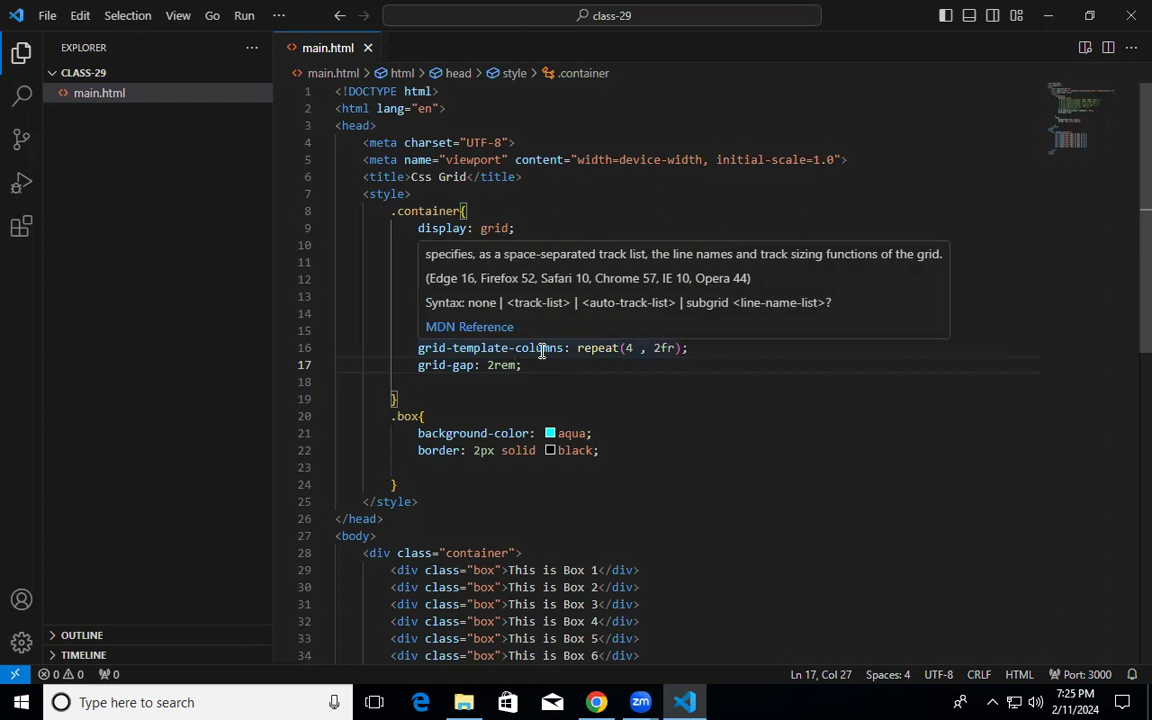 File Edit Selection View Go Run ··· class-29
EXPLORER ···
main.html
CLASS-29
main.html > html > head > style > .container
main.html
1 <!DOCTYPE html>
2 <html lang="en">
3 <head>
4 <meta charset="UTF-8">
5 <meta name="viewport" content="width=device-width, initial-scale=1.0">
6 <title>Css Grid</title>
7 <style>
8 .container{
9 display: grid;
10
specifies, as a space-separated track list, the line names and track sizing functions of the grid.
11
(Edge 16, Firefox 52, Safari 10, Chrome 57, IE 10, Opera 44)
12
13
Syntax: none | <track-list> | <auto-track-list> | subgrid <line-name-list>?
14
MDN Reference
15
16 grid-template-columns: repeat(4 , 2fr);
17 grid-gap: 2rem;
18
19 }
20 .box{
21 background-color: aqua;
22 border: 2px solid black;
23
24 }
25 </style>
26 </head>
27 <body>
28 <div class="container">
29 <div class="box">This is Box 1</div>
30 <div class="box">This is Box 2</div>
31 <div class="box">This is Box 3</div>
32 <div class="box">This is Box 4</div>
33 <div class="box">This is Box 5</div>
34 <div class="box">This is Box 6</div>
OUTLINE
TIMELINE
0 0 0 Ln 17, Col 27 Spaces: 4 UTF-8 CRLF HTML Port: 3000
Type here to search
zm
7:25 PM
2/11/2024